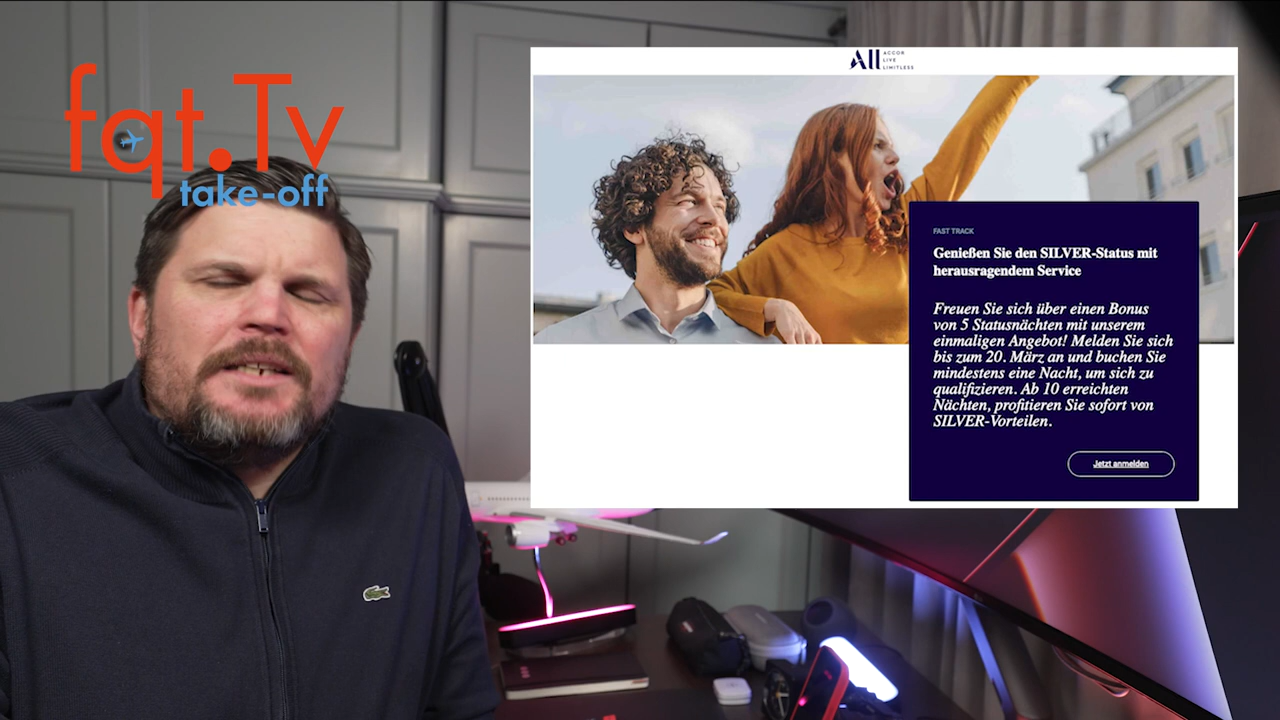 fqt.Tv
take-off
All ACCOR
LIVE
LIMITLESS
FAST TRACK
Genießen Sie den SILVER-Status mit
herausragendem Service
Freuen Sie sich über einen Bonus
von 5 Statusnächten mit unserem
einmaligen Angebot! Melden Sie sich
bis zum 20. März an und buchen Sie
mindestens eine Nacht, um sich zu
qualifizieren. Ab 10 erreichten
Nächten, profitieren Sie sofort von
SILVER-Vorteilen.
Jetzt anmelden